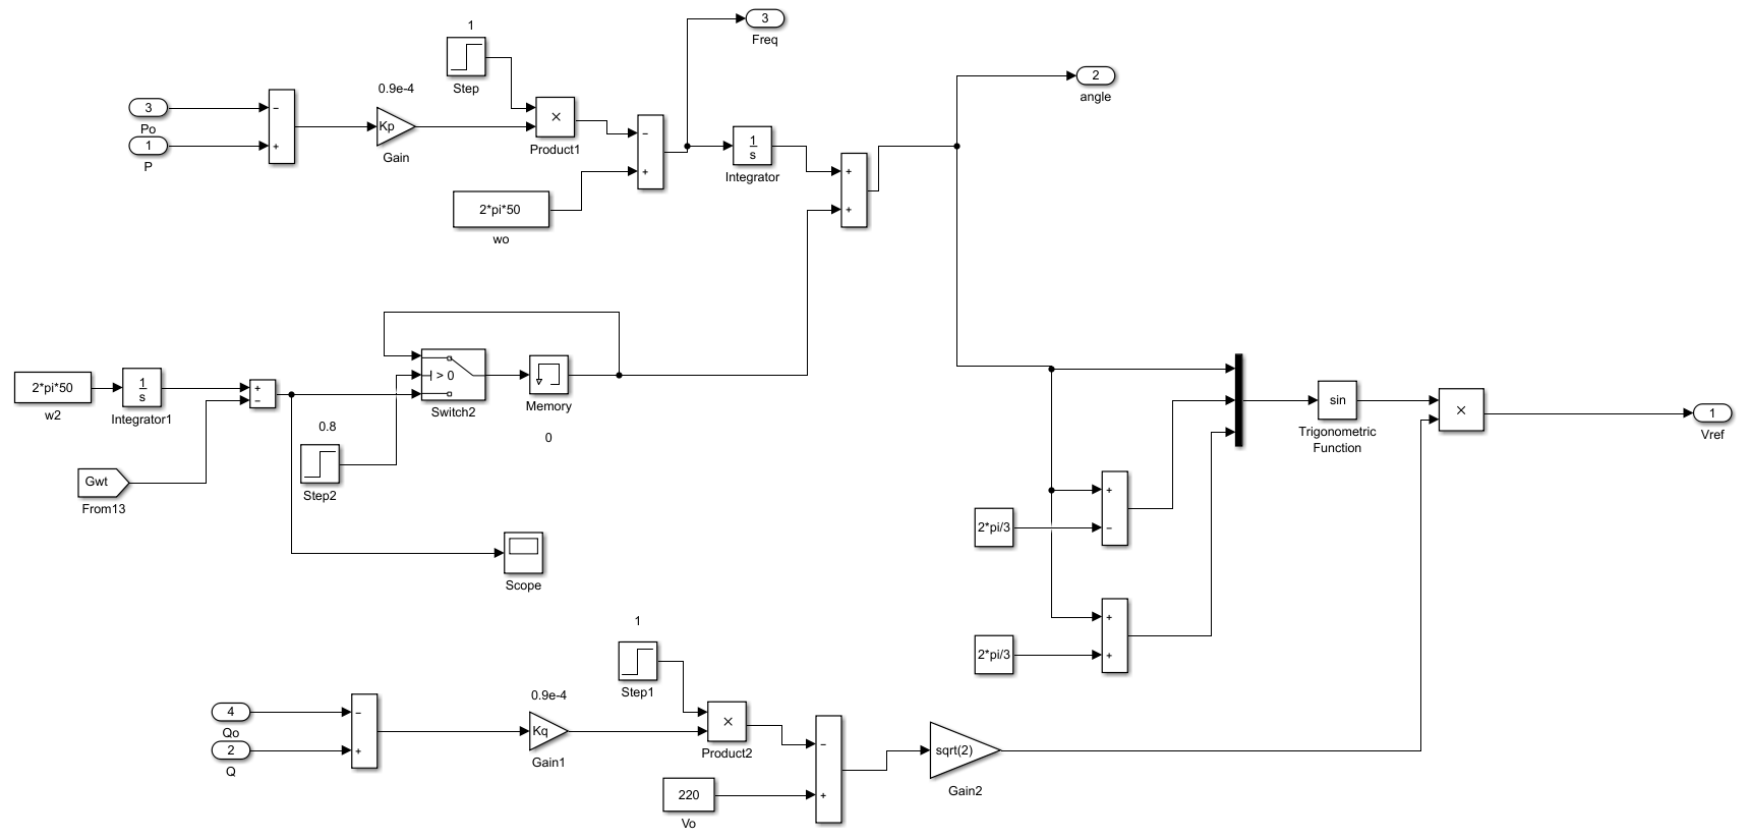 1
Step
3
Freq
0.9e-4
3
Po
1
P
−
+
Kp
Gain
×
Product1
2*pi*50
wo
−
+
1
s
Integrator
+
+
2
angle
2*pi*50
w2
1
s
Integrator1
+
−
Gwt
From13
> 0
Switch2
Memory
0
0.8
Step2
Scope
2*pi/3
+
−
2*pi/3
+
+
sin
Trigonometric
Function
×
1
Vref
1
Step1
4
Qo
2
Q
−
+
0.9e-4
Kq
Gain1
×
Product2
220
Vo
−
+
sqrt(2)
Gain2